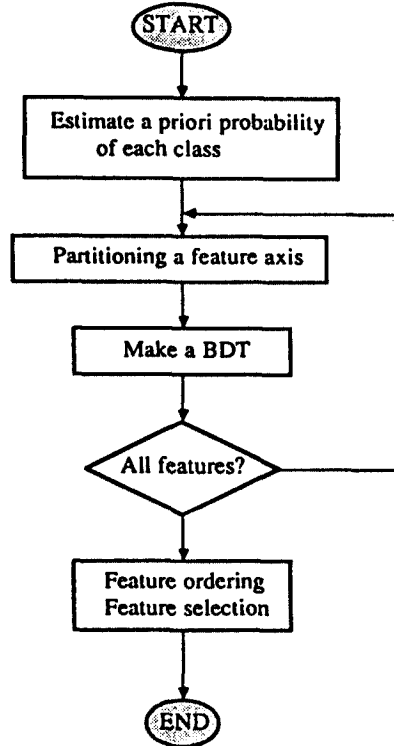 START
Estimate a priori probability
of each class
Partitioning a feature axis
Make a BDT
All features?
Feature ordering
Feature selection
END